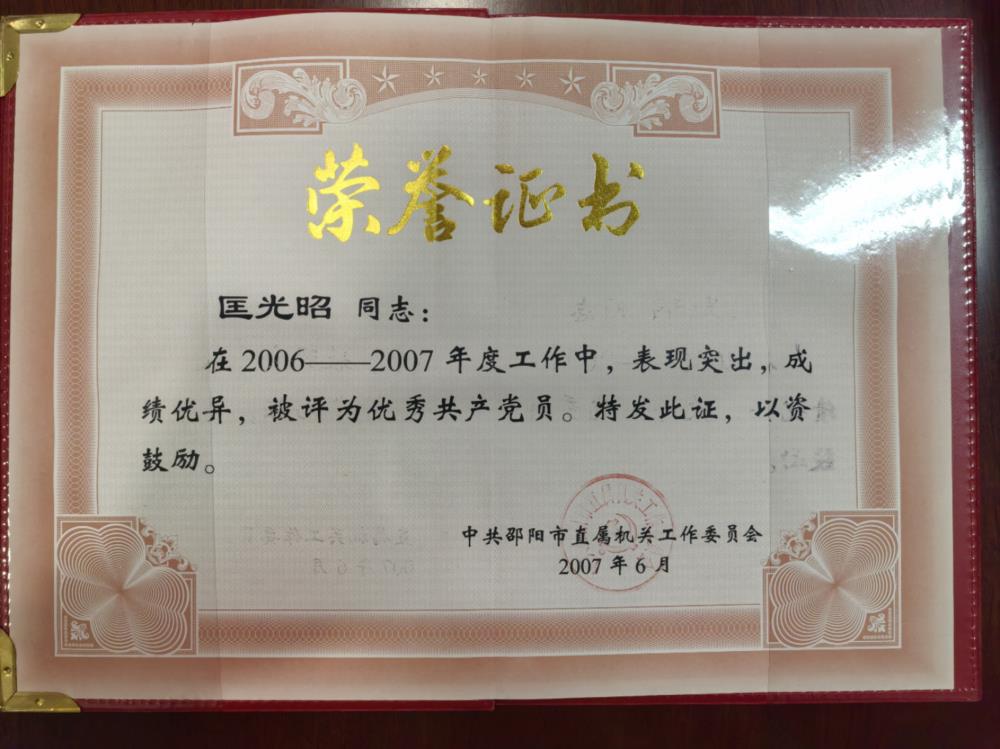 荣誉证书
匡光昭 同志：
在2006——2007年度工作中，表现突出，成
绩优异，被评为优秀共产党员。特发此证，以资
鼓励。
中共邵阳市直属机关工作委员会
2007年6月